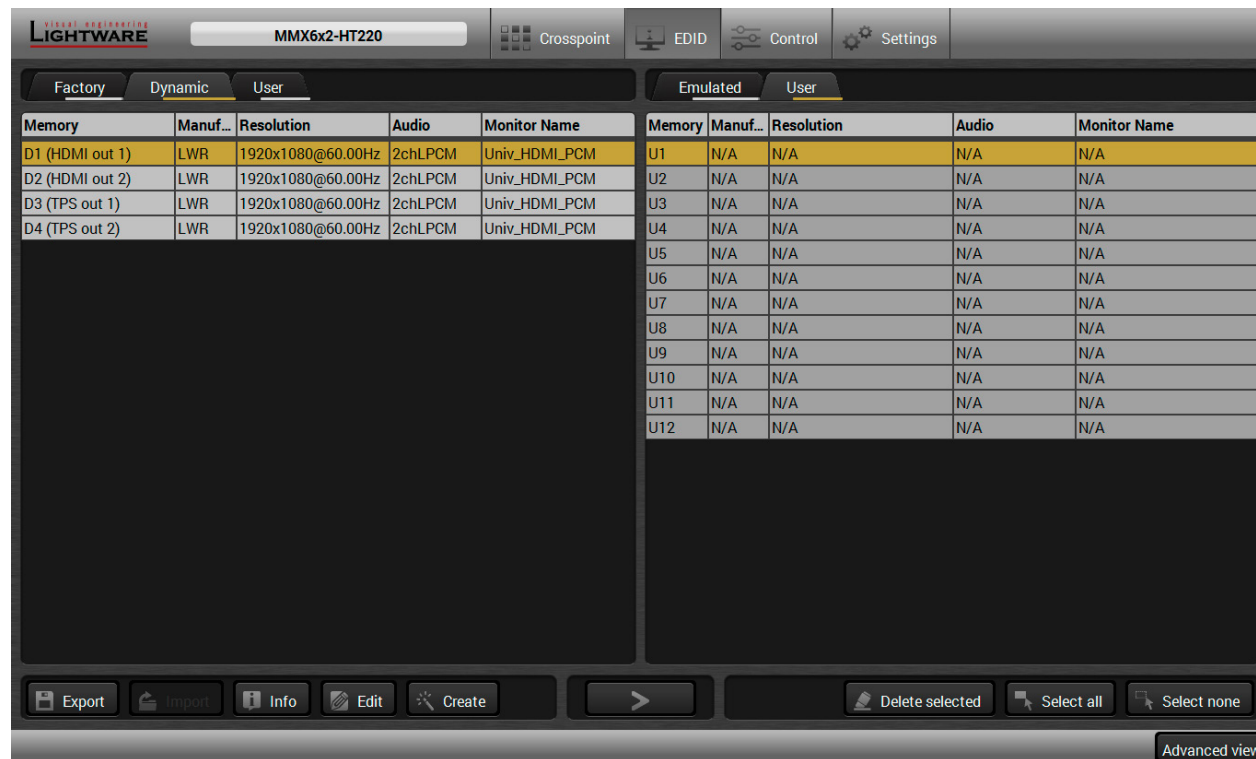 visual engineering
LIGHTWARE
MMX6x2-HT220
Crosspoint
EDID
Control
Settings
Factory Dynamic User
Emulated User
Memory Manuf... Resolution Audio Monitor Name
D1 (HDMI out 1) LWR 1920x1080@60.00Hz 2chLPCM Univ_HDMI_PCM
D2 (HDMI out 2) LWR 1920x1080@60.00Hz 2chLPCM Univ_HDMI_PCM
D3 (TPS out 1) LWR 1920x1080@60.00Hz 2chLPCM Univ_HDMI_PCM
D4 (TPS out 2) LWR 1920x1080@60.00Hz 2chLPCM Univ_HDMI_PCM
Memory Manuf... Resolution Audio Monitor Name
U1 N/A N/A N/A N/A
U2 N/A N/A N/A N/A
U3 N/A N/A N/A N/A
U4 N/A N/A N/A N/A
U5 N/A N/A N/A N/A
U6 N/A N/A N/A N/A
U7 N/A N/A N/A N/A
U8 N/A N/A N/A N/A
U9 N/A N/A N/A N/A
U10 N/A N/A N/A N/A
U11 N/A N/A N/A N/A
U12 N/A N/A N/A N/A
Export Import Info Edit Create
>
Delete selected Select all Select none
Advanced view